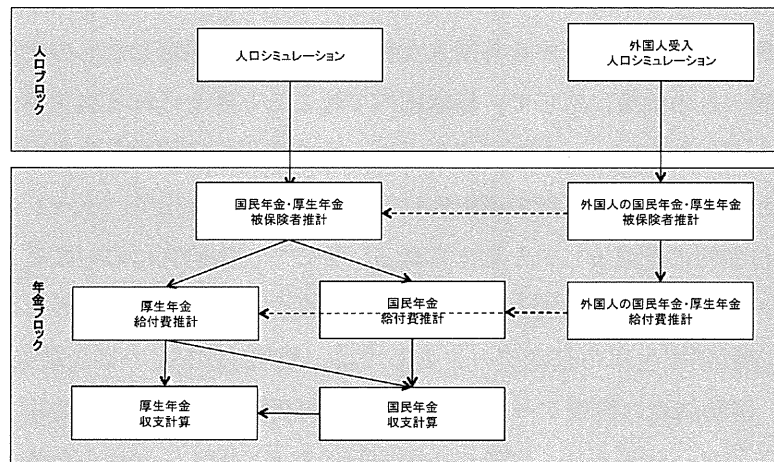 人口ブロック
人口シミュレーション
外国人受入
人口シミュレーション
年金ブロック
国民年金・厚生年金
被保険者推計
外国人の国民年金・厚生年金
被保険者推計
厚生年金
給付費推計
国民年金
給付費推計
外国人の国民年金・厚生年金
給付費推計
厚生年金
収支計算
国民年金
収支計算